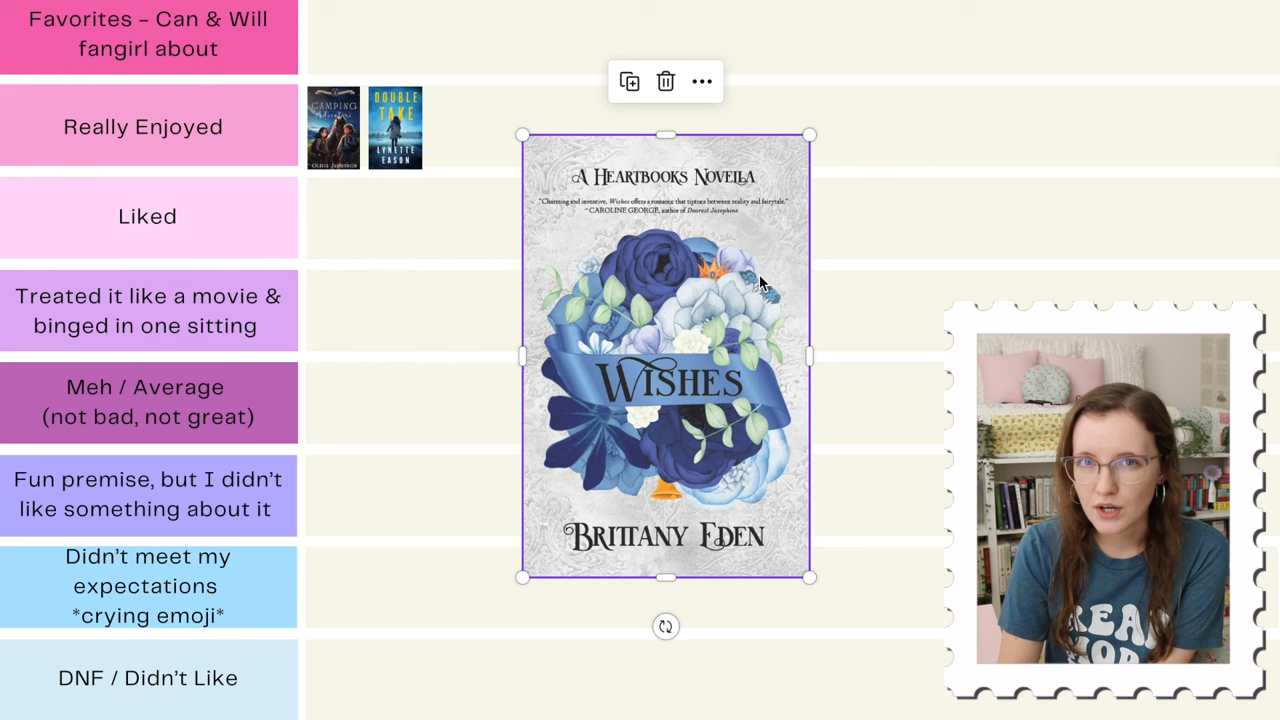 Favorites - Can & Will
fangirl about
Really Enjoyed
CAMPING
Adventure
DOUBLE
TAKE
LYNETTE
EASON
Liked
Treated it like a movie &
binged in one sitting
Meh / Average
(not bad, not great)
Fun premise, but I didn't
like something about it
Didn't meet my
expectations
*crying emoji*
DNF / Didn't Like
A HEARTBOOKS NOVELLA
"Charming and inventive, Wishes offers a romance that tiptoes between reality and fairytale."
~CAROLINE GEORGE, author of Dearest Josephine
WISHES
BRITTANY EDEN
READ